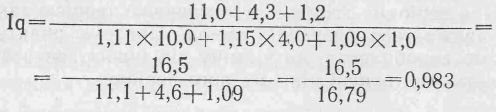 Iq= 11,0+4,3+1,2 =
1,11×10,0+1,15×4,0+1,09×1,0
= 16,5 = 16,5 =0,983
11,1+4,6+1,09 16,79